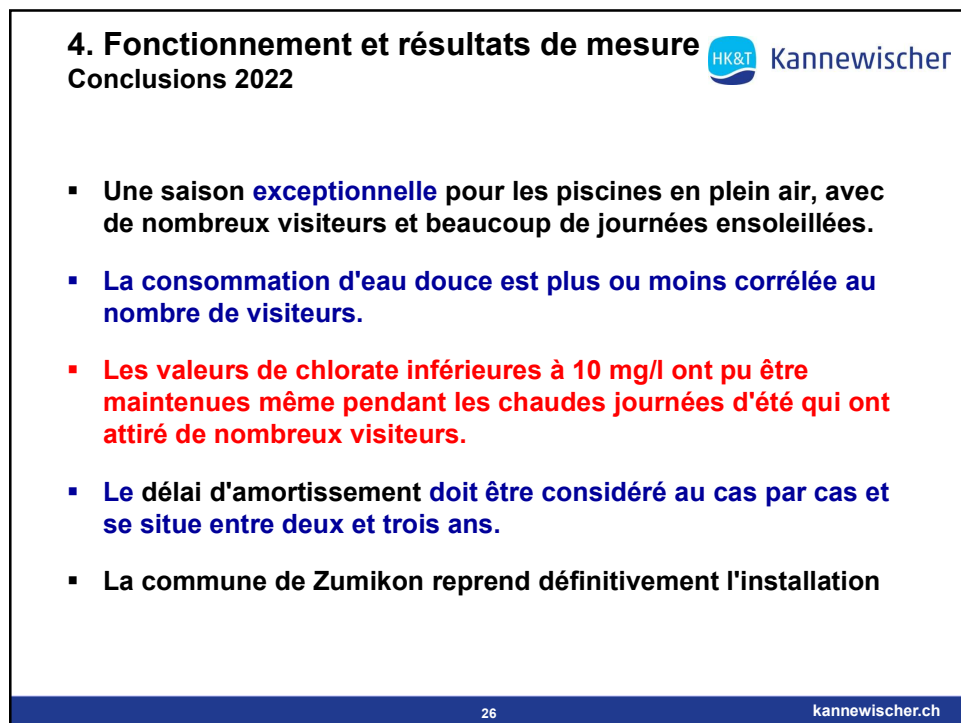 4. Fonctionnement et résultats de mesure
Conclusions 2022
HK&T Kannewischer
▪ Une saison exceptionnelle pour les piscines en plein air, avec
de nombreux visiteurs et beaucoup de journées ensoleillées.
▪ La consommation d'eau douce est plus ou moins corrélée au
nombre de visiteurs.
▪ Les valeurs de chlorate inférieures à 10 mg/l ont pu être
maintenues même pendant les chaudes journées d'été qui ont
attiré de nombreux visiteurs.
▪ Le délai d'amortissement doit être considéré au cas par cas et
se situe entre deux et trois ans.
▪ La commune de Zumikon reprend définitivement l'installation
26
kannewischer.ch